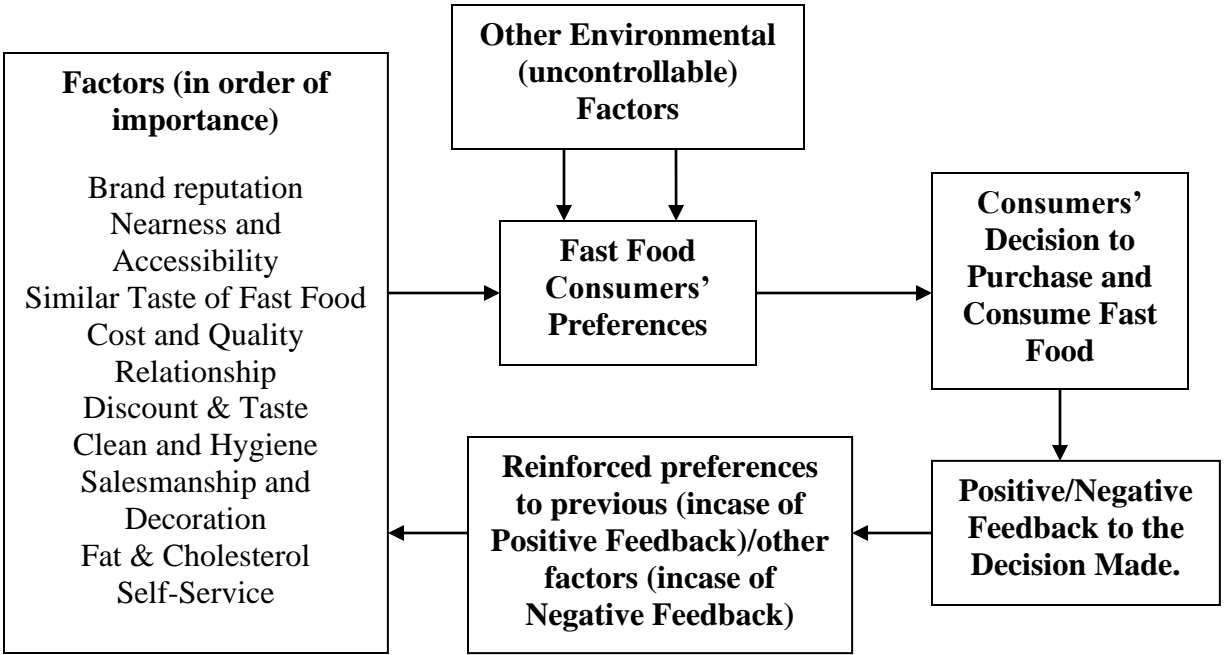 Other Environmental
(uncontrollable)
Factors
Factors (in order of
importance)
Brand reputation
Nearness and
Accessibility
Similar Taste of Fast Food
Cost and Quality
Relationship
Discount & Taste
Clean and Hygiene
Salesmanship and
Decoration
Fat & Cholesterol
Self-Service
Fast Food
Consumers’
Preferences
Consumers’
Decision to
Purchase and
Consume Fast
Food
Positive/Negative
Feedback to the
Decision Made.
Reinforced preferences
to previous (incase of
Positive Feedback)/other
factors (incase of
Negative Feedback)